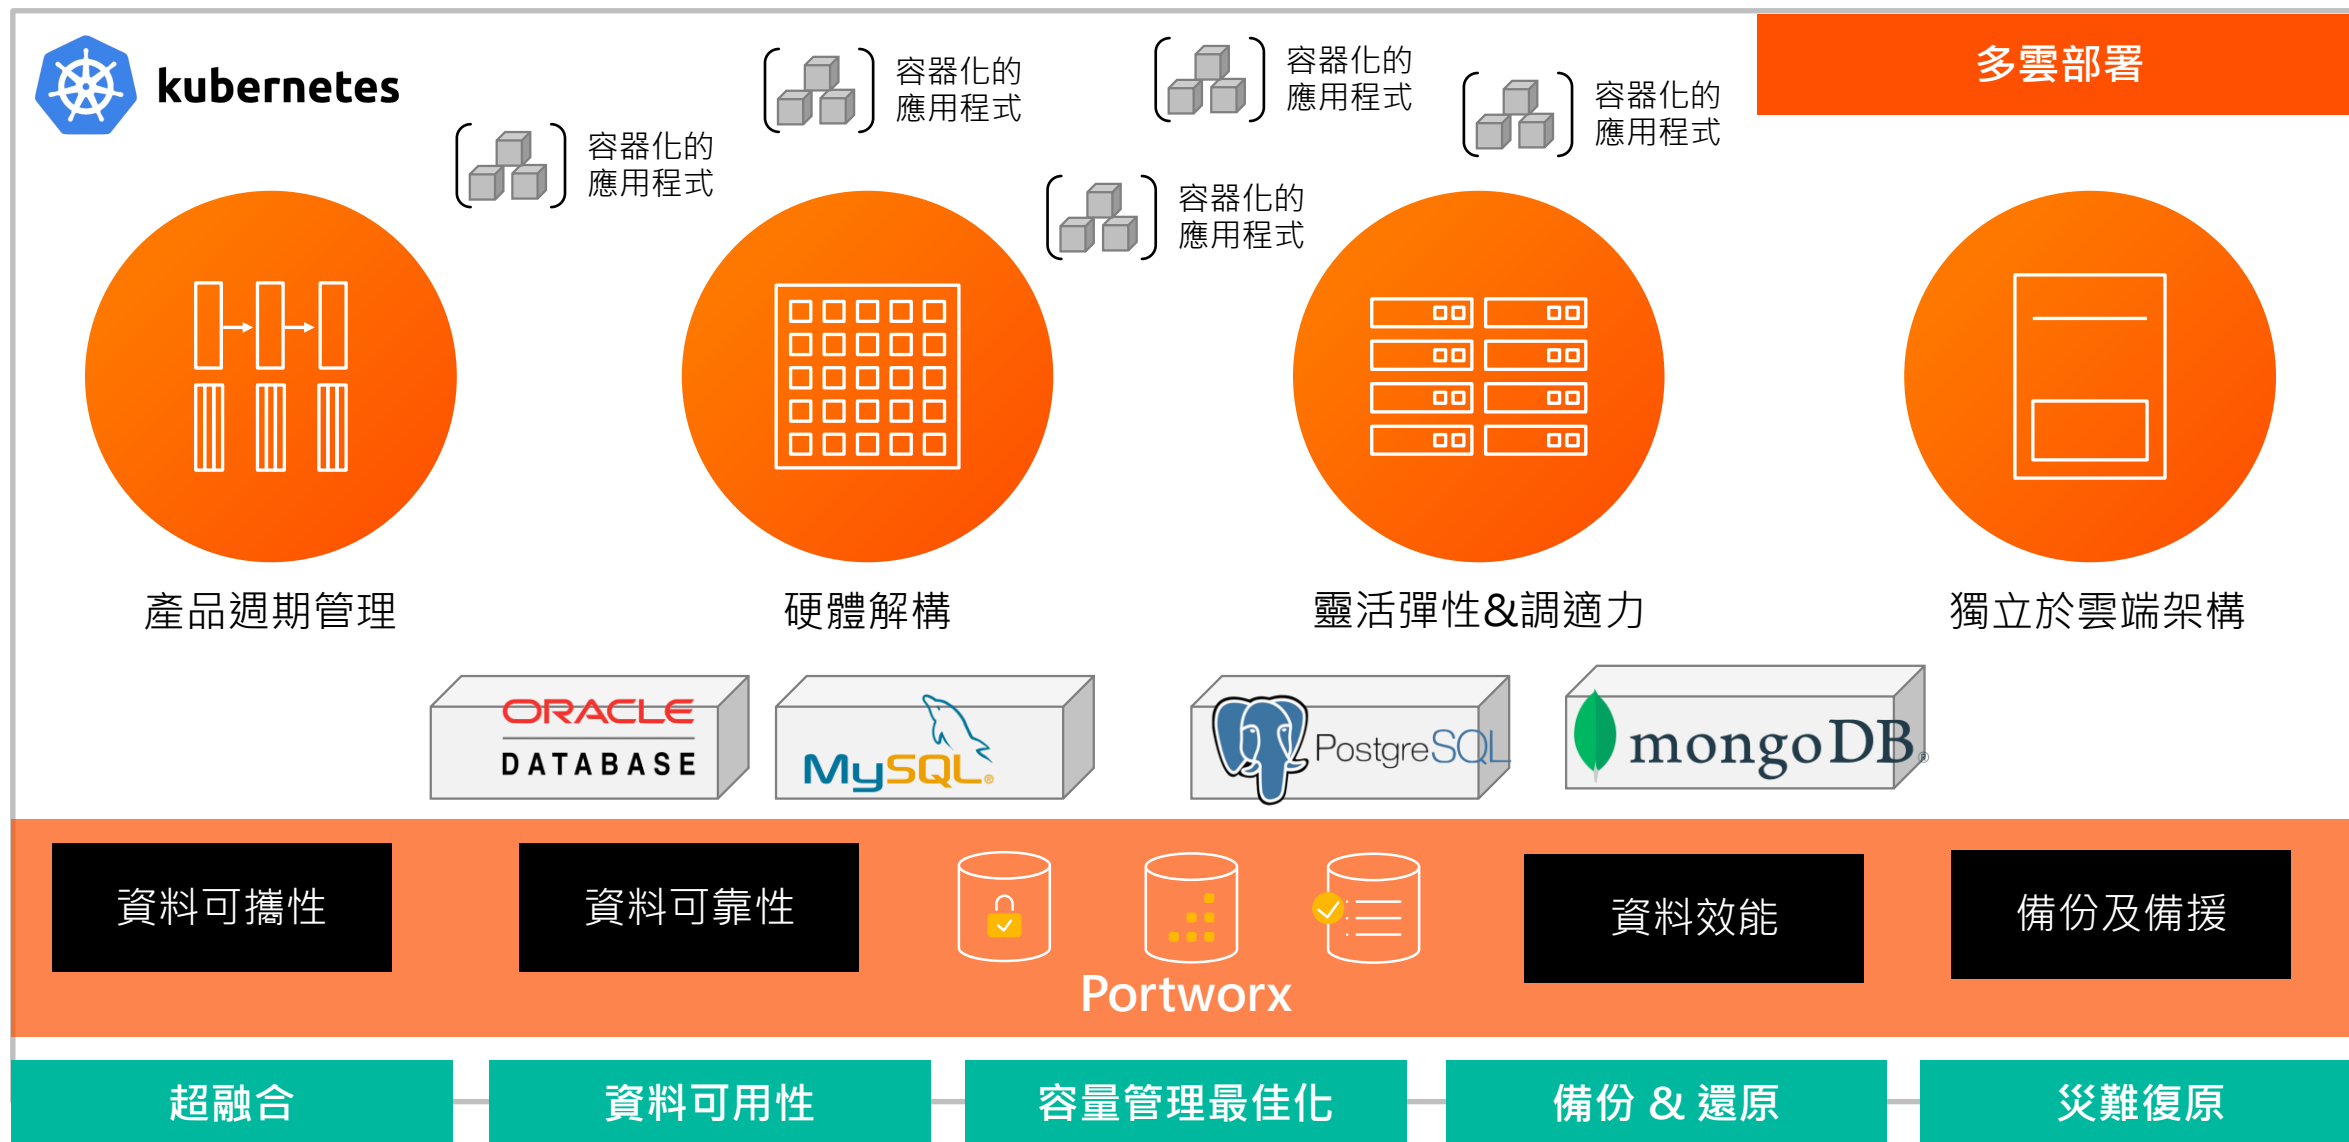 kubernetes
容器化的
應用程式
容器化的
應用程式
容器化的
應用程式
容器化的
應用程式
容器化的
應用程式
多雲部署
產品週期管理
硬體解構
靈活彈性&調適力
獨立於雲端架構
ORACLE
DATABASE
MySQL®
PostgreSQL
mongoDB®
資料可攜性
資料可靠性
Portworx
資料效能
備份及備援
超融合
資料可用性
容量管理最佳化
備份 & 還原
災難復原